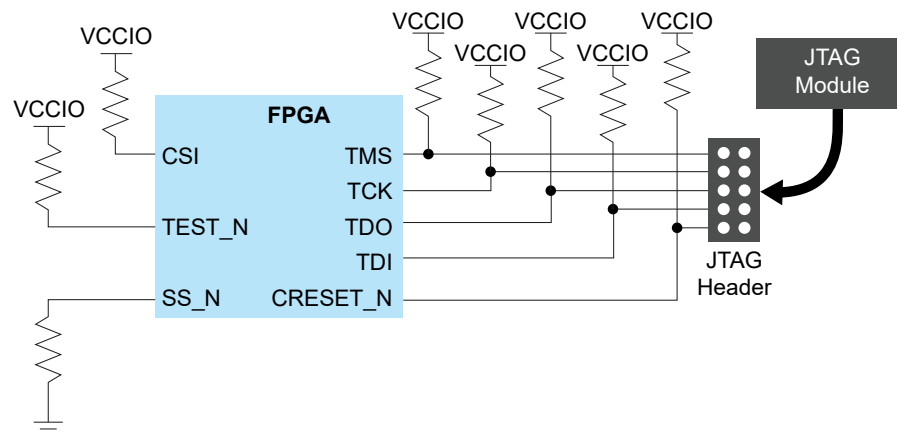 VCCIO
VCCIO
VCCIO
VCCIO
VCCIO
VCCIO
VCCIO
JTAG
Module
FPGA
CSI
TEST_N
SS_N
TMS
TCK
TDO
TDI
CRESET_N
JTAG
Header